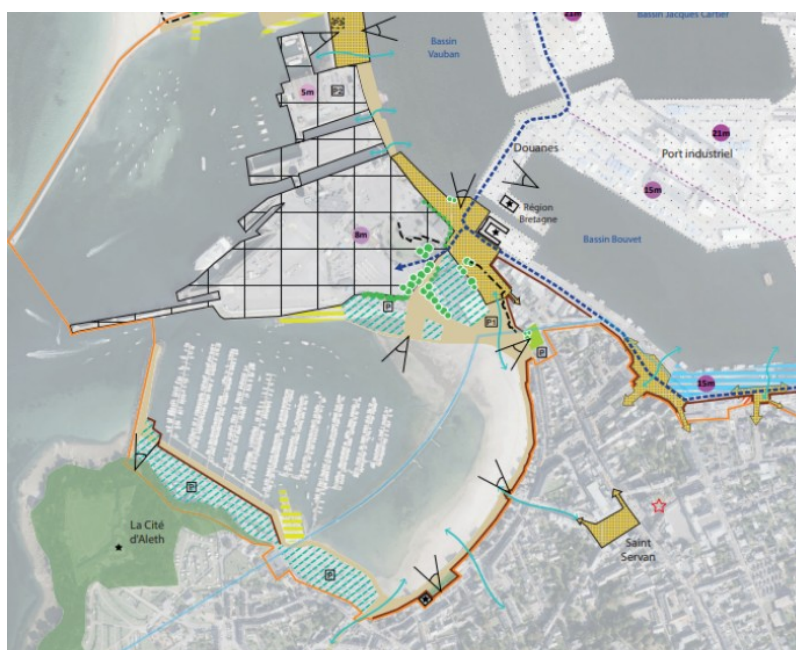 21m
Bassin Jacques Cartier
Bassin
Vauban
5m
Douanes
21m
Port industriel
15m
Région
Bretagne
8m
Bassin Bouvet
P
P
15m
La Cité
d'Aleth
P
P
Saint
Servan